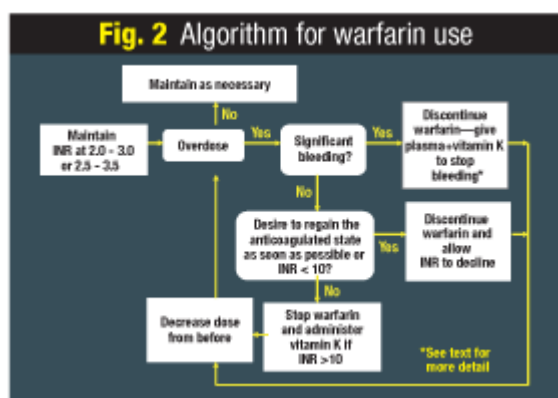 Fig. 2 Algorithm for warfarin use
Maintain as necessary
No
Maintain
INR at 2.0 - 3.0
or 2.5 - 3.5
Overdose
Yes
Significant
bleeding?
Yes
Discontinue
warfarin—give
plasma+vitamin K
to stop
bleeding*
No
Desire to regain the
anticoagulated state
as soon as possible or
INR < 10?
Yes
Discontinue
warfarin and
allow
INR to decline
No
Decrease dose
from before
Stop warfarin
and administer
vitamin K if
INR >10
*See text for
more detail